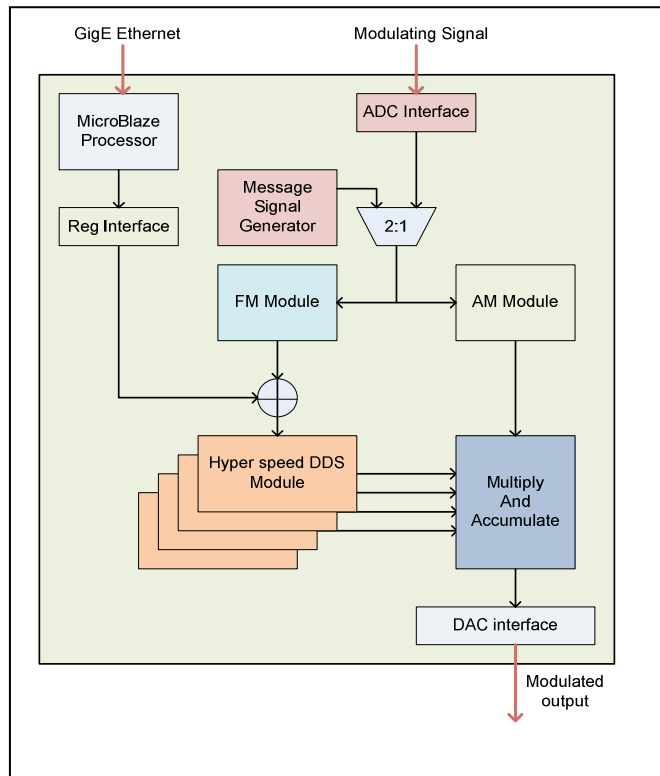 GigE Ethernet
Modulating Signal
MicroBlaze
Processor
ADC Interface
Message
Signal
Generator
Reg Interface
2:1
FM Module
AM Module
Hyper speed DDS
Module
Multiply
And
Accumulate
DAC interface
Modulated
output